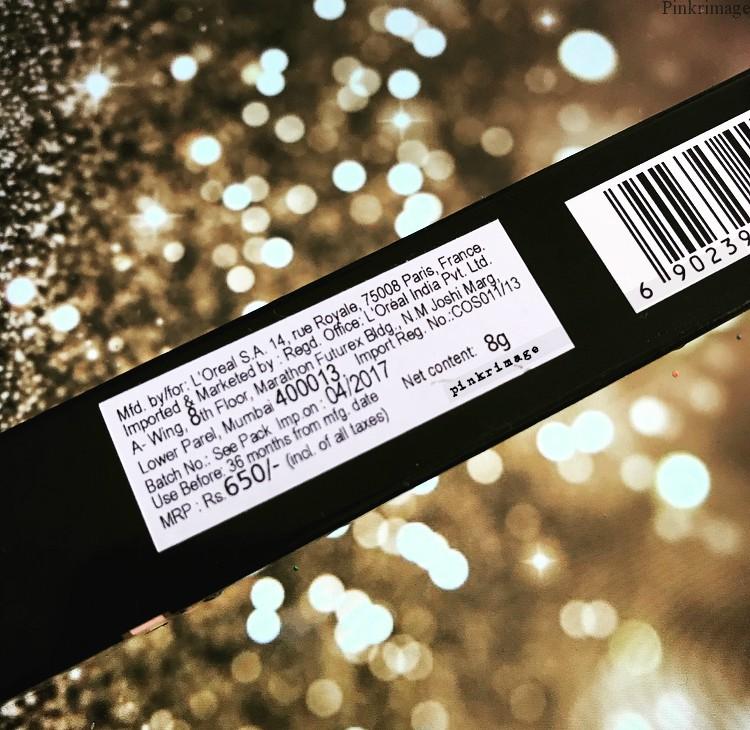 Pinkrimage
Mfd. by/for: L'Oreal S.A. 14, rue Royale, 75008 Paris, France.
Imported & Marketed by : Regd. Office: L'Oréal India Pvt. Ltd.
A- Wing, 8th Floor, Marathon Futurex Bldg., N.M Joshi Marg,
Lower Parel, Mumbai 400013 Import Reg. No.:COS011/13
Batch No.: See Pack Imp.on : 04/2017
Use Before: 36 months from mfg. date
MRP : Rs.650/- (incl. of all taxes)
Net content: 8g
pinkrimage
6 90239